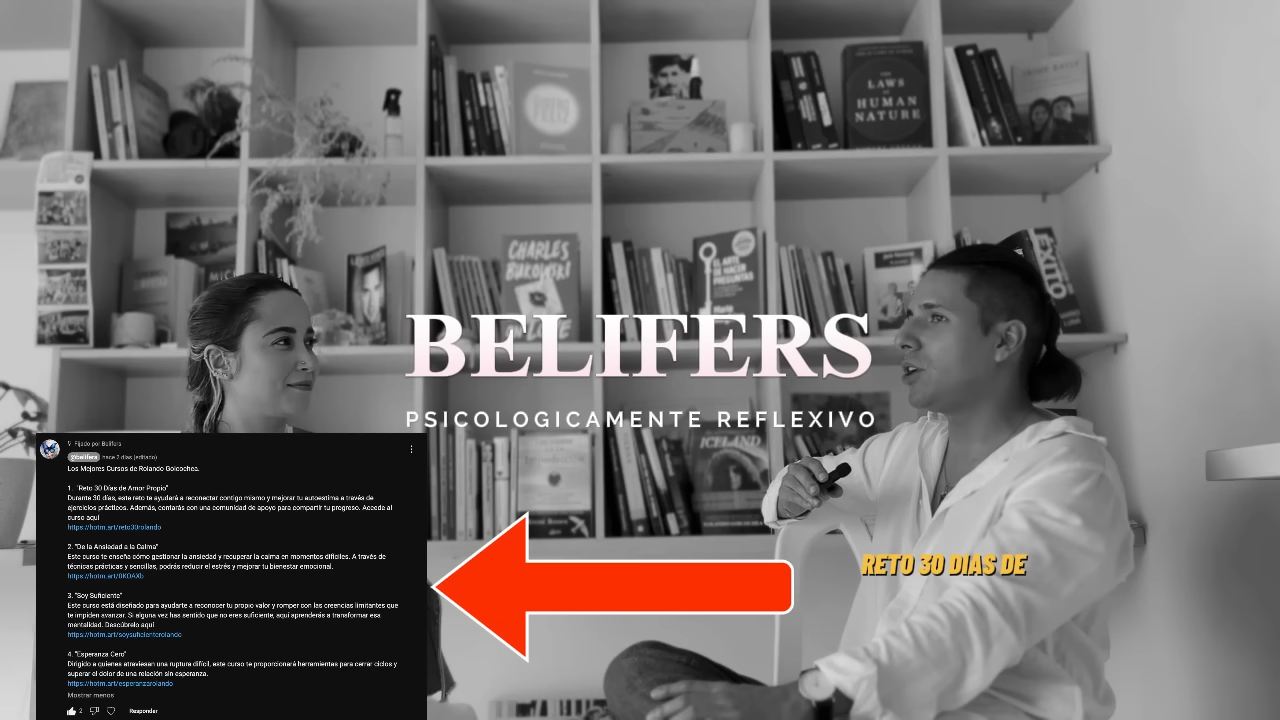 THE
LAWS
OF
HUMAN
NATURE
CHARLES
BUKOWSKI
EL ARTE
DE HACER
PREGUNTAS
BELIFERS
PSICOLOGICAMENTE REFLEXIVO
ICELAND
Fijado por Belifers
@belifers hace 2 días (editado)
Los Mejores Cursos de Rolando Goicochea.
1. "Reto 30 Días de Amor Propio"
Durante 30 días, este reto te ayudará a reconectar contigo mismo y mejorar tu autoestima a través de
ejercicios prácticos. Además, contarás con una comunidad de apoyo para compartir tu progreso. Accede al
curso aquí
https://hotm.art/reto30rolando
2. "De la Ansiedad a la Calma"
Este curso te enseña cómo gestionar la ansiedad y recuperar la calma en momentos difíciles. A través de
técnicas prácticas y sencillas, podrás reducir el estrés y mejorar tu bienestar emocional.
https://hotm.art/0KOAXb
3. "Soy Suficiente"
Este curso está diseñado para ayudarte a reconocer tu propio valor y romper con las creencias limitantes que
te impiden avanzar. Si alguna vez has sentido que no eres suficiente, aquí aprenderás a transformar esa
mentalidad. Descúbrelo aquí
https://hotm.art/soysuficienterolando
4. "Esperanza Cero"
Dirigido a quienes atraviesan una ruptura difícil, este curso te proporcionará herramientas para cerrar ciclos y
superar el dolor de una relación sin esperanza.
https://hotm.art/esperanzarolando
Mostrar menos
2 Responder
RETO 30 DIAS DE